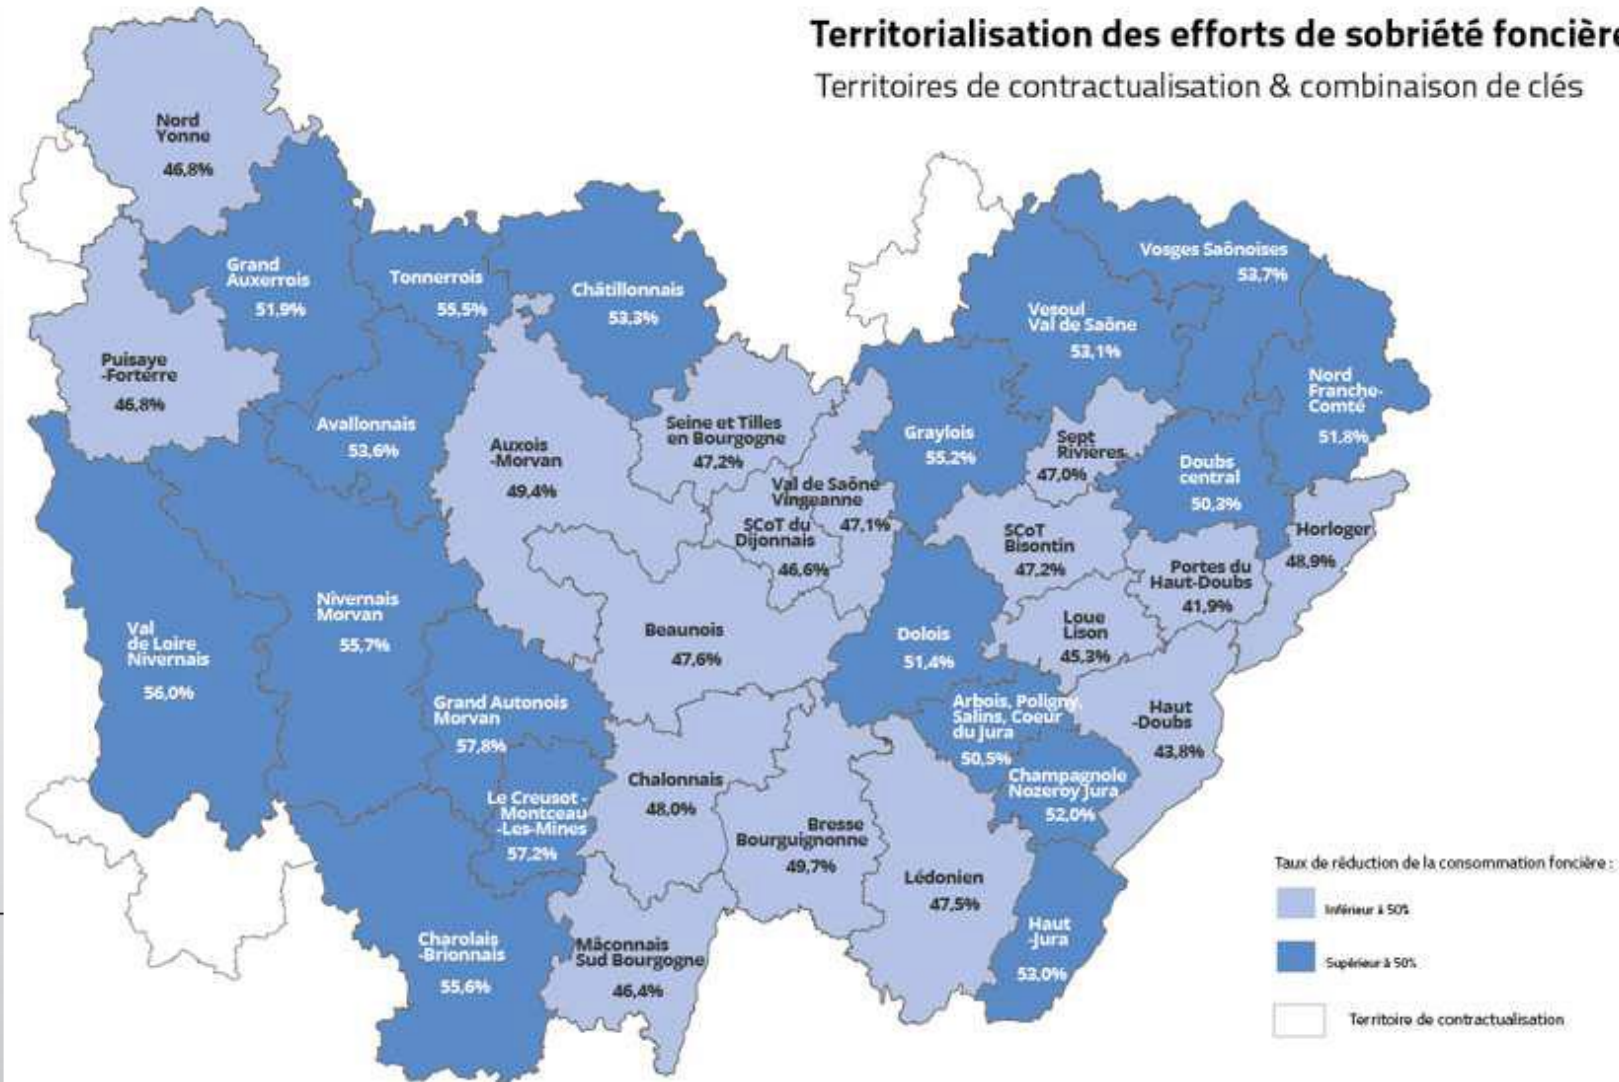 Territorialisation des efforts de sobriété foncière
Territoires de contractualisation & combinaison de clés
Nord
Yonne
46,8%
Grand
Auxerrois
51,9%
Tonnerrois
55,5%
Châtillonnais
53,3%
Vosges Saônoises
53,7%
Vesoul
Val de Saône
53,1%
Puisaye
-Forterre
46,8%
Avallonnais
53,6%
Auxois
-Morvan
49,4%
Seine et Tilles
en Bourgogne
47,2%
Val de Saône
Vingeanne
47,1%
SCoT du
Dijonnais
46,6%
Graylois
55,2%
Sept
Rivières
47,0%
Nord
Franche-
Comté
51,8%
Doubs
central
50,3%
SCoT
Bisontin
47,2%
Horloger
48,9%
Portes du
Haut-Doubs
41,9%
Val
de Loire
Nivernais
56,0%
Nivernais
Morvan
55,7%
Beaunois
47,6%
Dolois
51,4%
Loue
Lison
45,3%
Grand Autonois
Morvan
57,8%
Arbois, Poligny,
Salins, Coeur
du Jura
50,5%
Haut
-Doubs
43,8%
Le Creusot -
Montceau
-Les-Mines
57,2%
Chalonnais
48,0%
Bresse
Bourguignonne
49,7%
Champagnole
Nozeroy Jura
52,0%
Lédonien
47,5%
Haut
-Jura
53,0%
Charolais
-Brionnais
55,6%
Mâconnais
Sud Bourgogne
46,4%
Taux de réduction de la consommation foncière :
Inférieur à 50%
Supérieur à 50%
Territoire de contractualisation